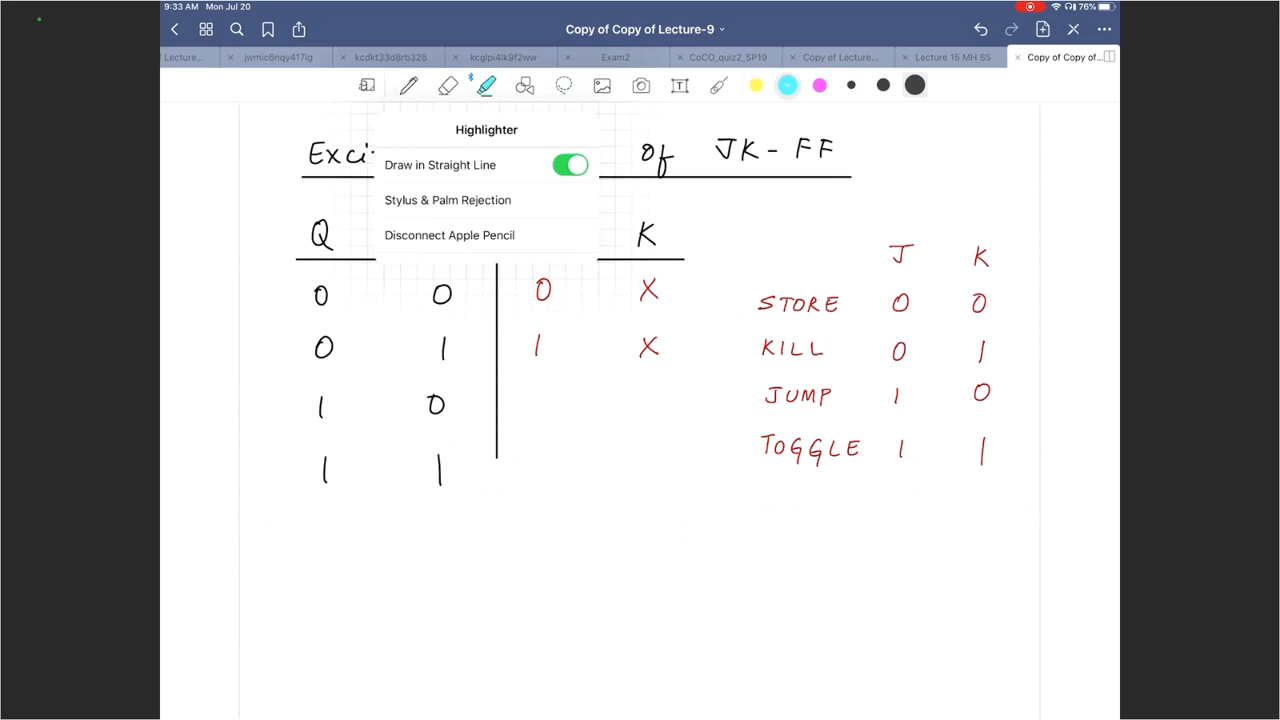 9:33 AM Mon Jul 20 76%
Copy of Copy of Lecture-9
Lecture... jwmic6nqy417ig kcdkt33d8rb326 kcgipi4lk9f2ww Exam2 CoCO_quiz2_SP19 Copy of Lecture... Lecture 15 MH SS Copy of Copy of...
Highlighter
Draw in Straight Line
Stylus & Palm Rejection
Disconnect Apple Pencil
Exci of JK-FF
Q K
0 0 0 X
0 1 1 X
1 0
1 1
J K
STORE 0 0
KILL 0 1
JUMP 1 0
TOGGLE 1 1